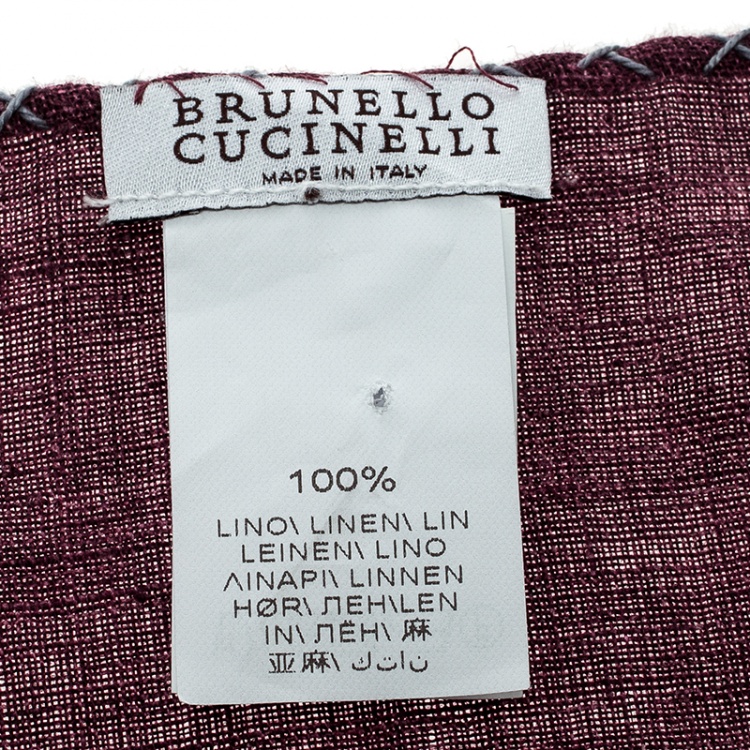 BRUNELLO
CUCINELLI
MADE IN ITALY
100%
LINO\ LINEN\ LIN
LEINEN\ LINO
ΛΙΝΑΡΙ\ LINNEN
HØR\ ЛЕН\LEN
IN\ ЛЁН\ 麻
亚麻\ ك ت ا ن